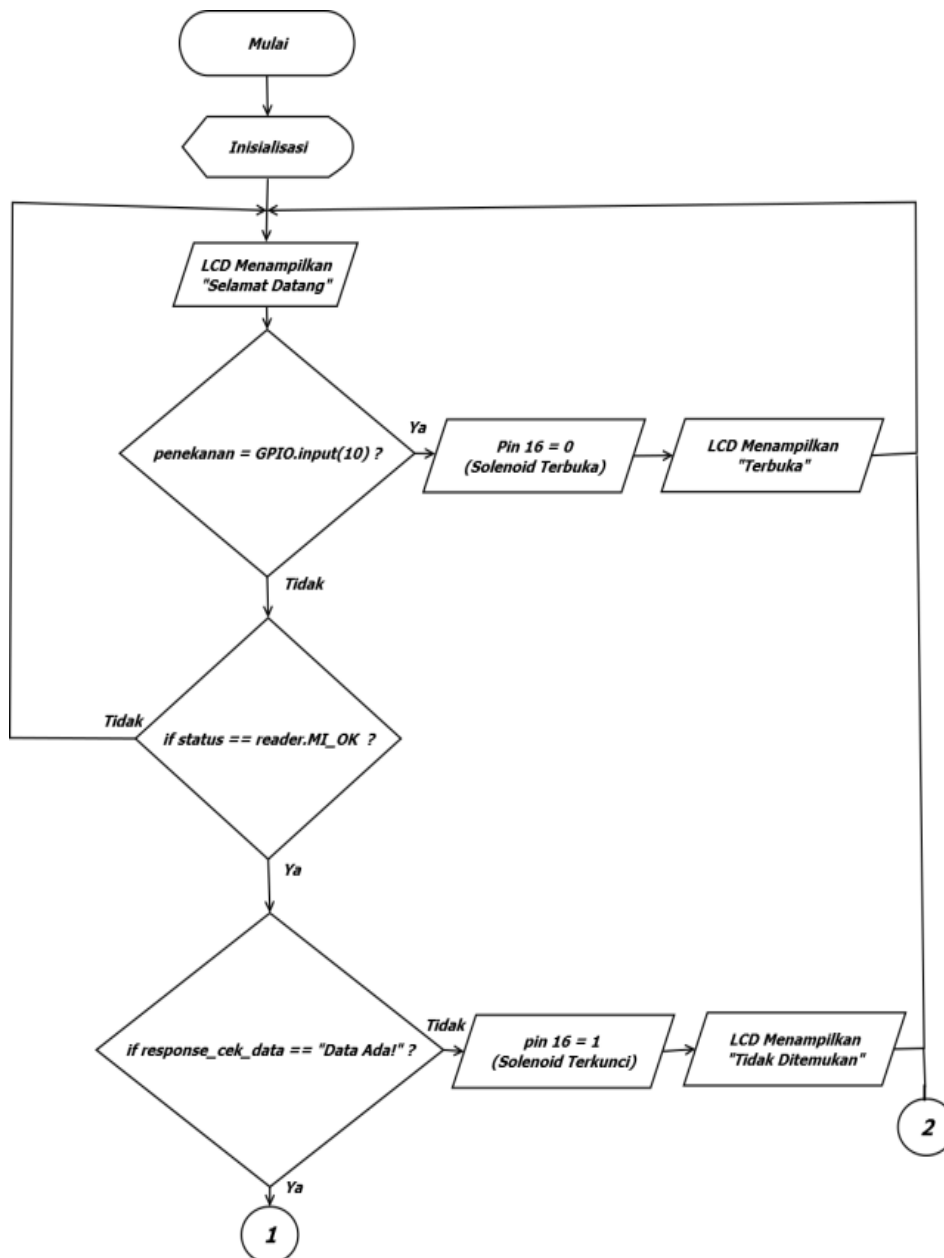 Mulai
Inisialisasi
LCD Menampilkan
"Selamat Datang"
penekanan = GPIO.input(10) ?
Ya
Pin 16 = 0
(Solenoid Terbuka)
LCD Menampilkan
"Terbuka"
Tidak
Tidak
if status == reader.MI_OK ?
Ya
if response_cek_data == "Data Ada!" ?
Tidak
pin 16 = 1
(Solenoid Terkunci)
LCD Menampilkan
"Tidak Ditemukan"
2
Ya
1